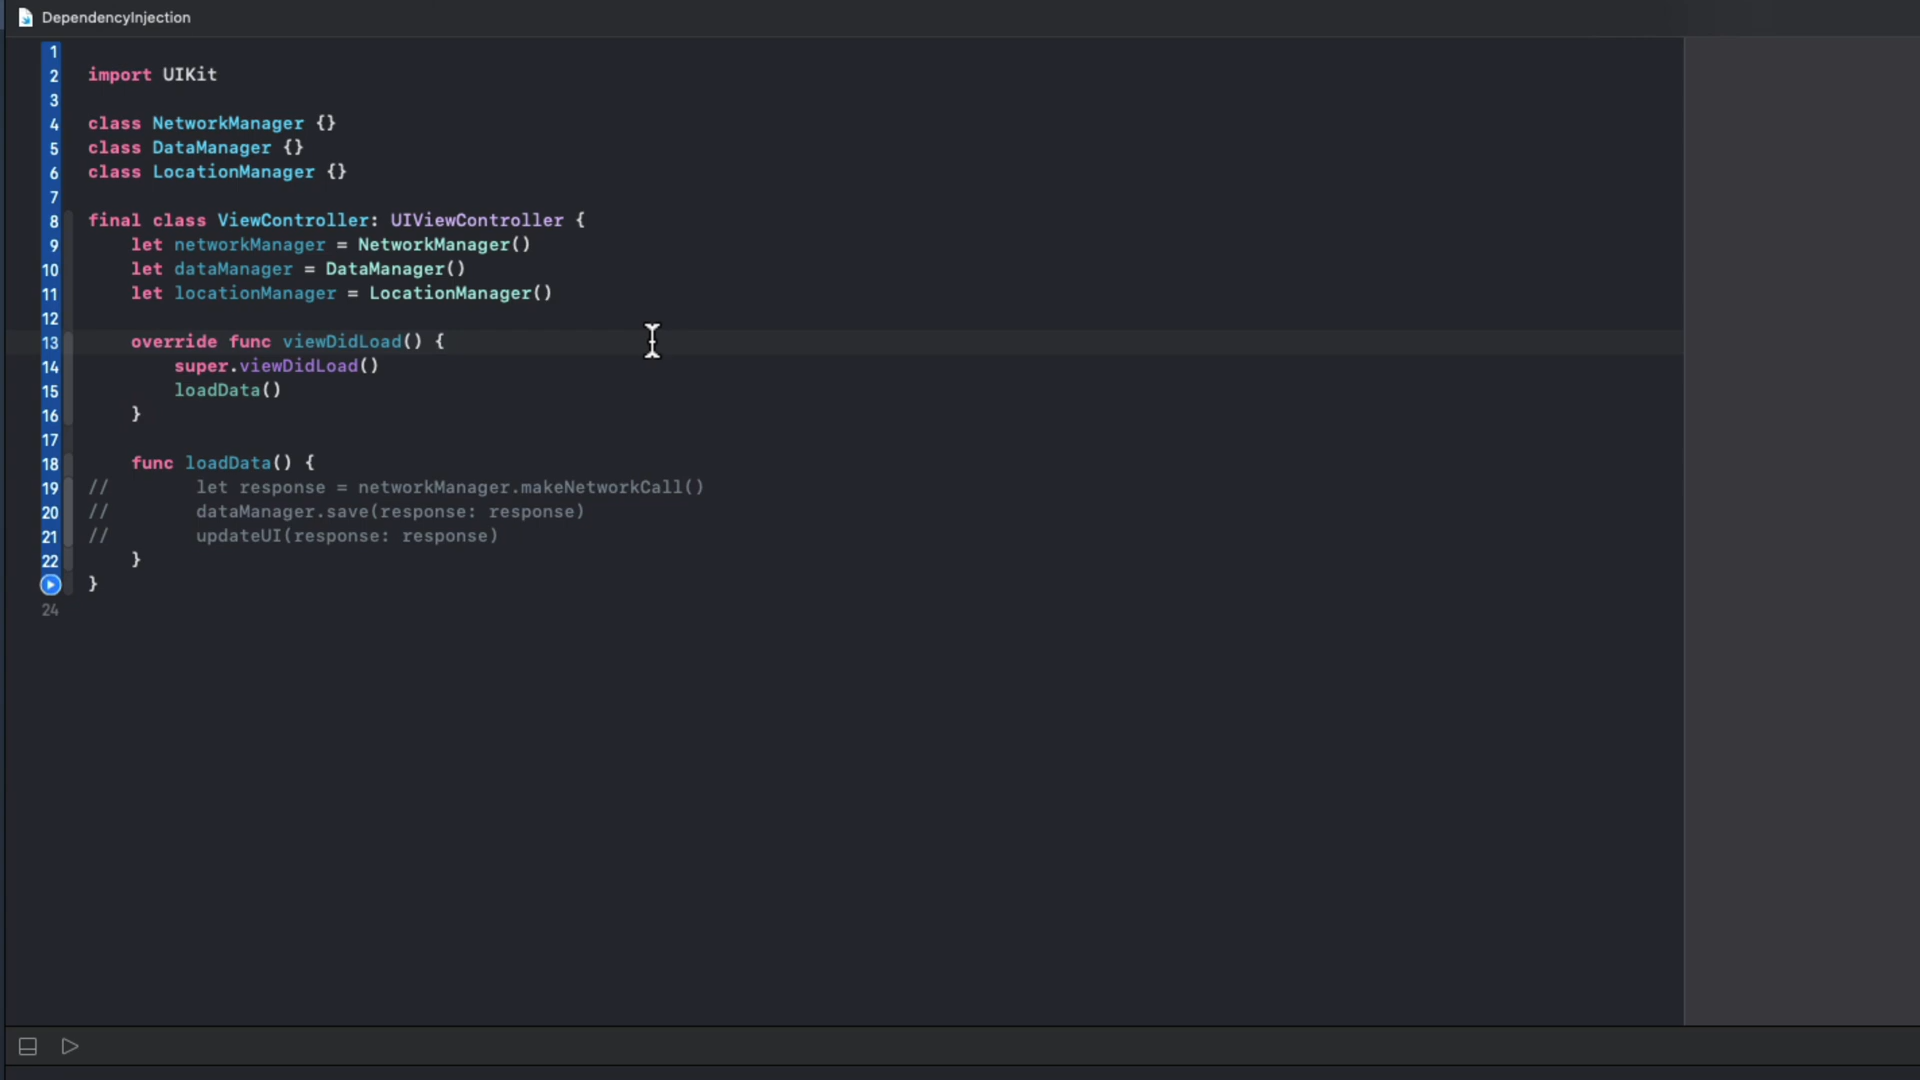 DependencyInjection
1
2 import UIKit
3
4 class NetworkManager {}
5 class DataManager {}
6 class LocationManager {}
7
8 final class ViewController: UIViewController {
9     let networkManager = NetworkManager()
10     let dataManager = DataManager()
11     let locationManager = LocationManager()
12
13     override func viewDidLoad() {
14         super.viewDidLoad()
15         loadData()
16     }
17
18     func loadData() {
19 //        let response = networkManager.makeNetworkCall()
20 //        dataManager.save(response: response)
21 //        updateUI(response: response)
22     }
}
24